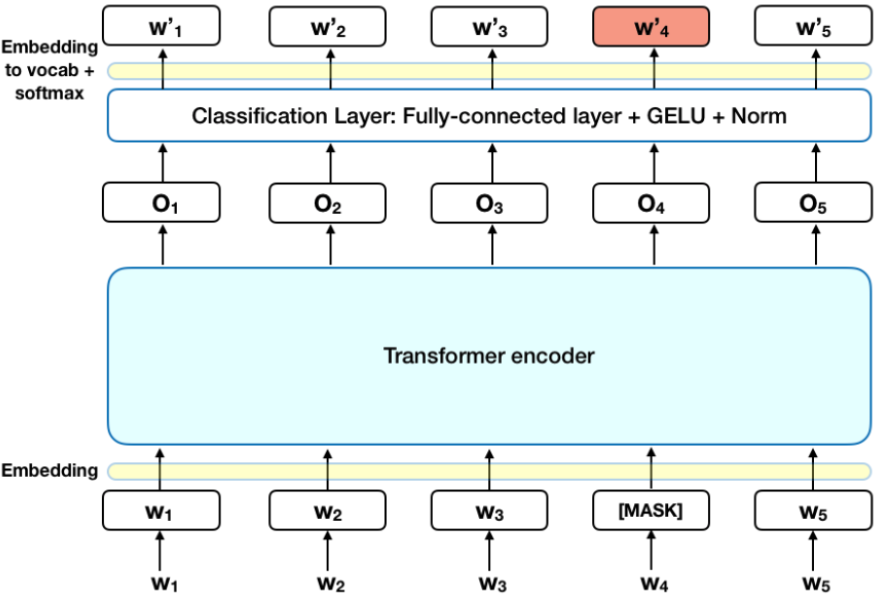 w’₁ w’₂ w’₃ w’₄ w’₅
Embedding
to vocab +
softmax
Classification Layer: Fully-connected layer + GELU + Norm
O₁ O₂ O₃ O₄ O₅
Transformer encoder
Embedding
w₁ w₂ w₃ [MASK] w₅
w₁ w₂ w₃ w₄ w₅